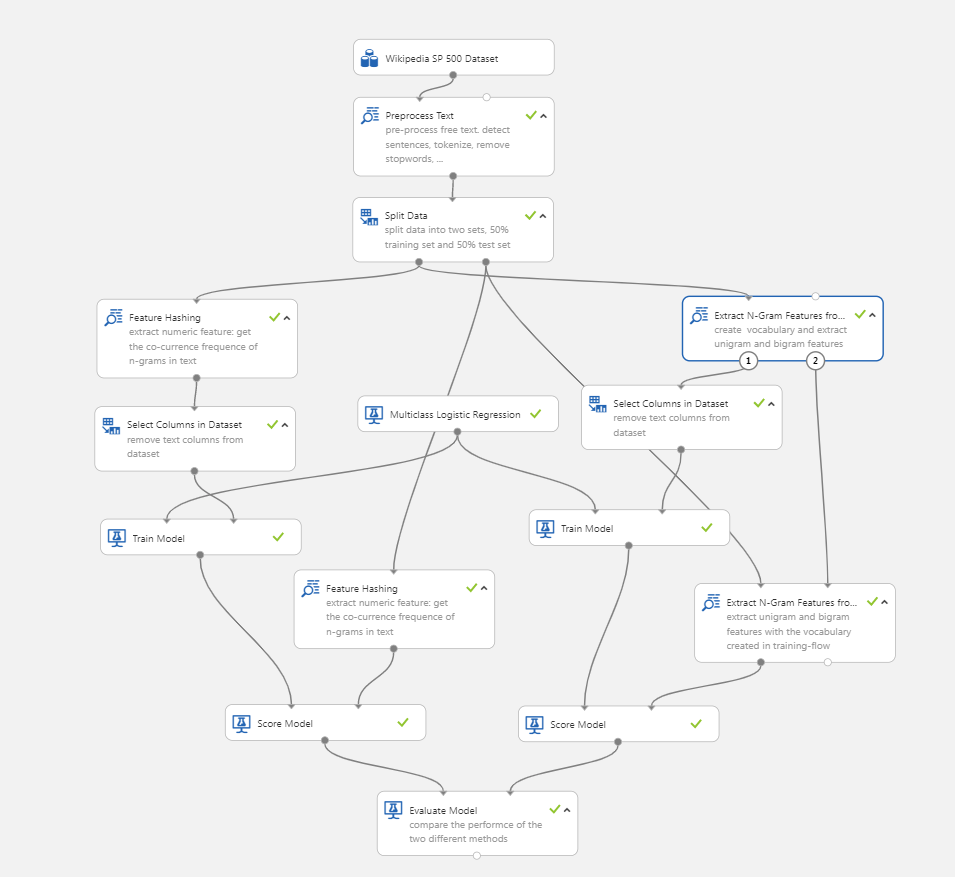 Wikipedia SP 500 Dataset
Preprocess Text
pre-process free text. detect
sentences, tokenize, remove
stopwords, ...
Split Data
split data into two sets, 50%
training set and 50% test set
Feature Hashing
extract numeric feature: get
the co-currence frequence of
n-grams in text
Extract N-Gram Features fro...
create vocabulary and extract
unigram and bigram features
1
2
Select Columns in Dataset
remove text columns from
dataset
Multiclass Logistic Regression
Select Columns in Dataset
remove text columns from
dataset
Train Model
Train Model
Feature Hashing
extract numeric feature: get
the co-currence frequence of
n-grams in text
Extract N-Gram Features fro...
extract unigram and bigram
features with the vocabulary
created in training-flow
Score Model
Score Model
Evaluate Model
compare the performce of the
two different methods